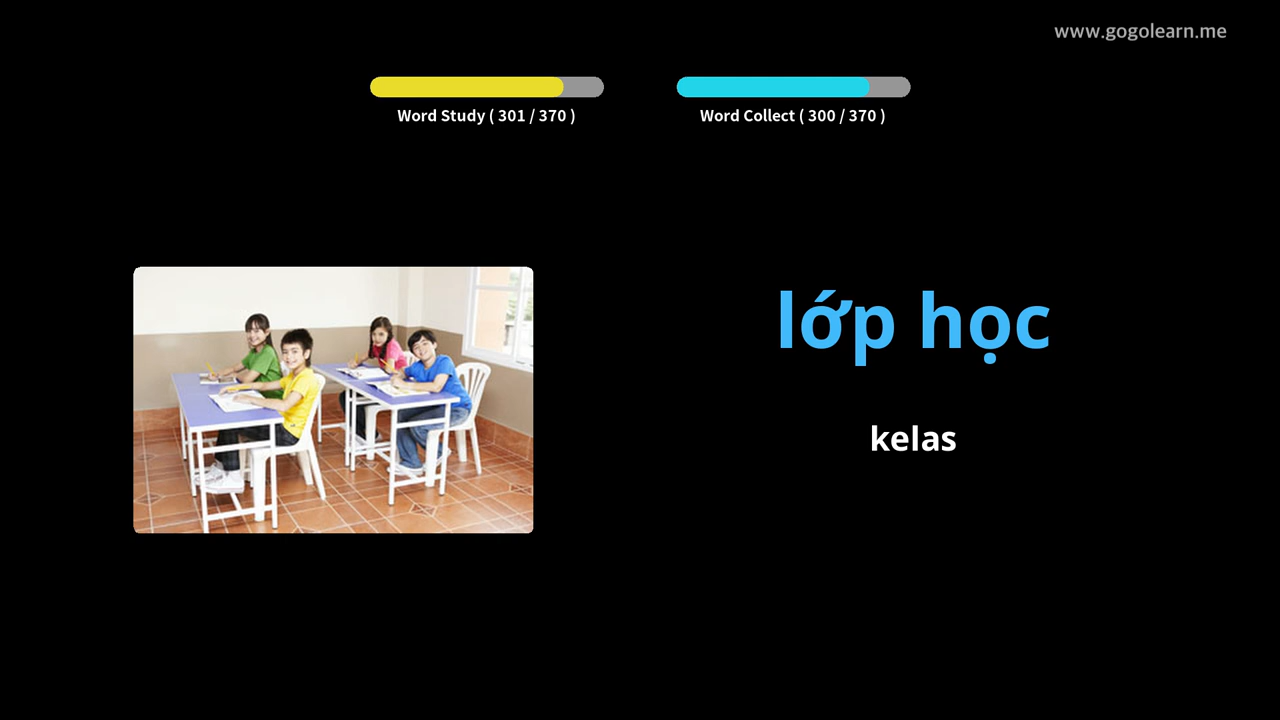 www.gogolearn.me
Word Study ( 301 / 370 )
Word Collect ( 300 / 370 )
lớp học
kelas